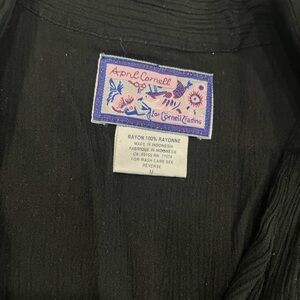 April Cornell
for Cornell Trading
RAYON 100% RAYONNE
MADE IN INDONESIA
FABRIQUE EN INDONESIE
FOR WASH CARE SEE
REVERSE
M